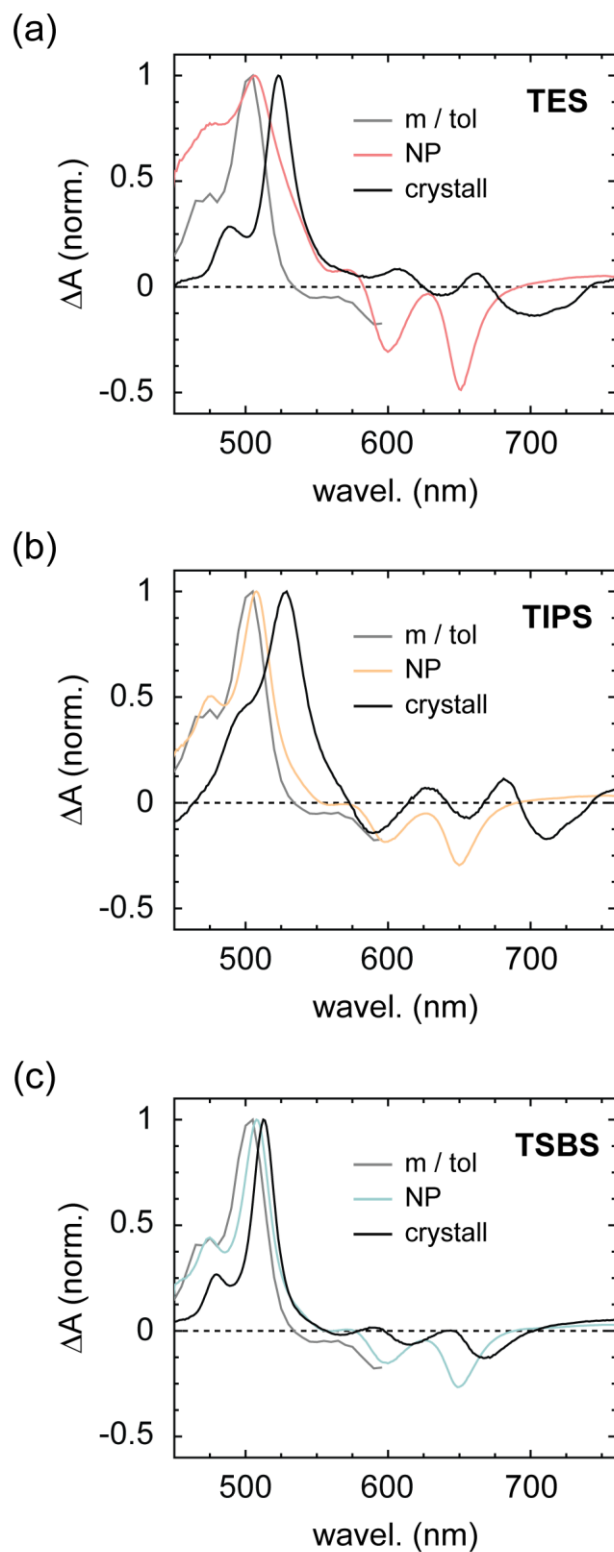 (a)
TES
m / tol
NP
crystall
1
0.5
0
-0.5
ΔA (norm.)
500 600 700
wavel. (nm)
(b)
TIPS
m / tol
NP
crystall
1
0.5
0
-0.5
ΔA (norm.)
500 600 700
wavel. (nm)
(c)
TSBS
m / tol
NP
crystall
1
0.5
0
-0.5
ΔA (norm.)
500 600 700
wavel. (nm)